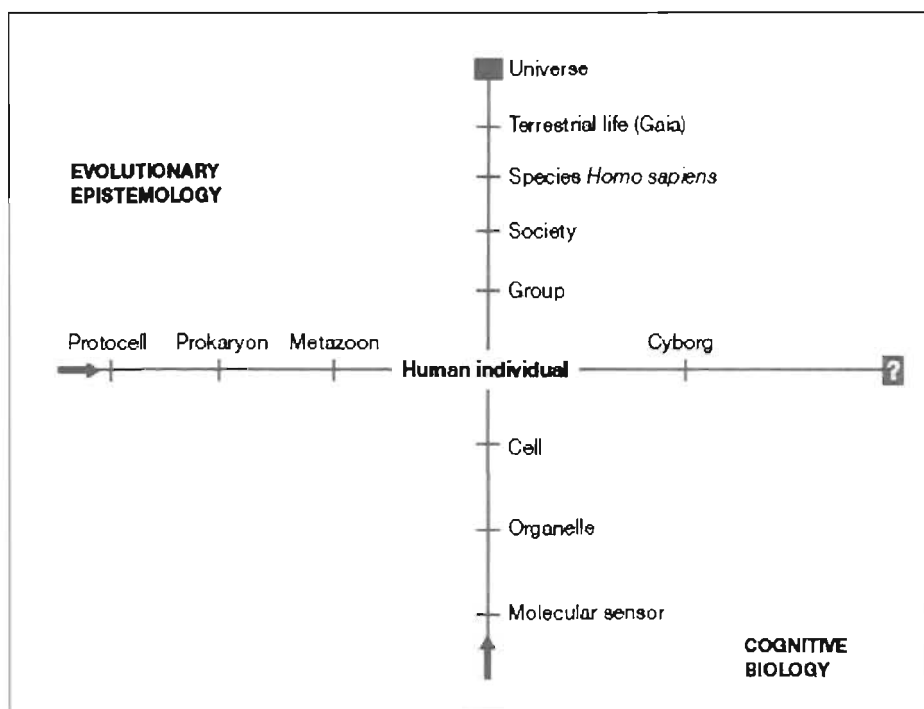 Universe
Terrestrial life (Gaia)
EVOLUTIONARY
EPISTEMOLOGY
Species Homo sapiens
Society
Group
Protocell Prokaryon Metazoon Cyborg
Human individual ?
Cell
Organelle
Molecular sensor
COGNITIVE
BIOLOGY